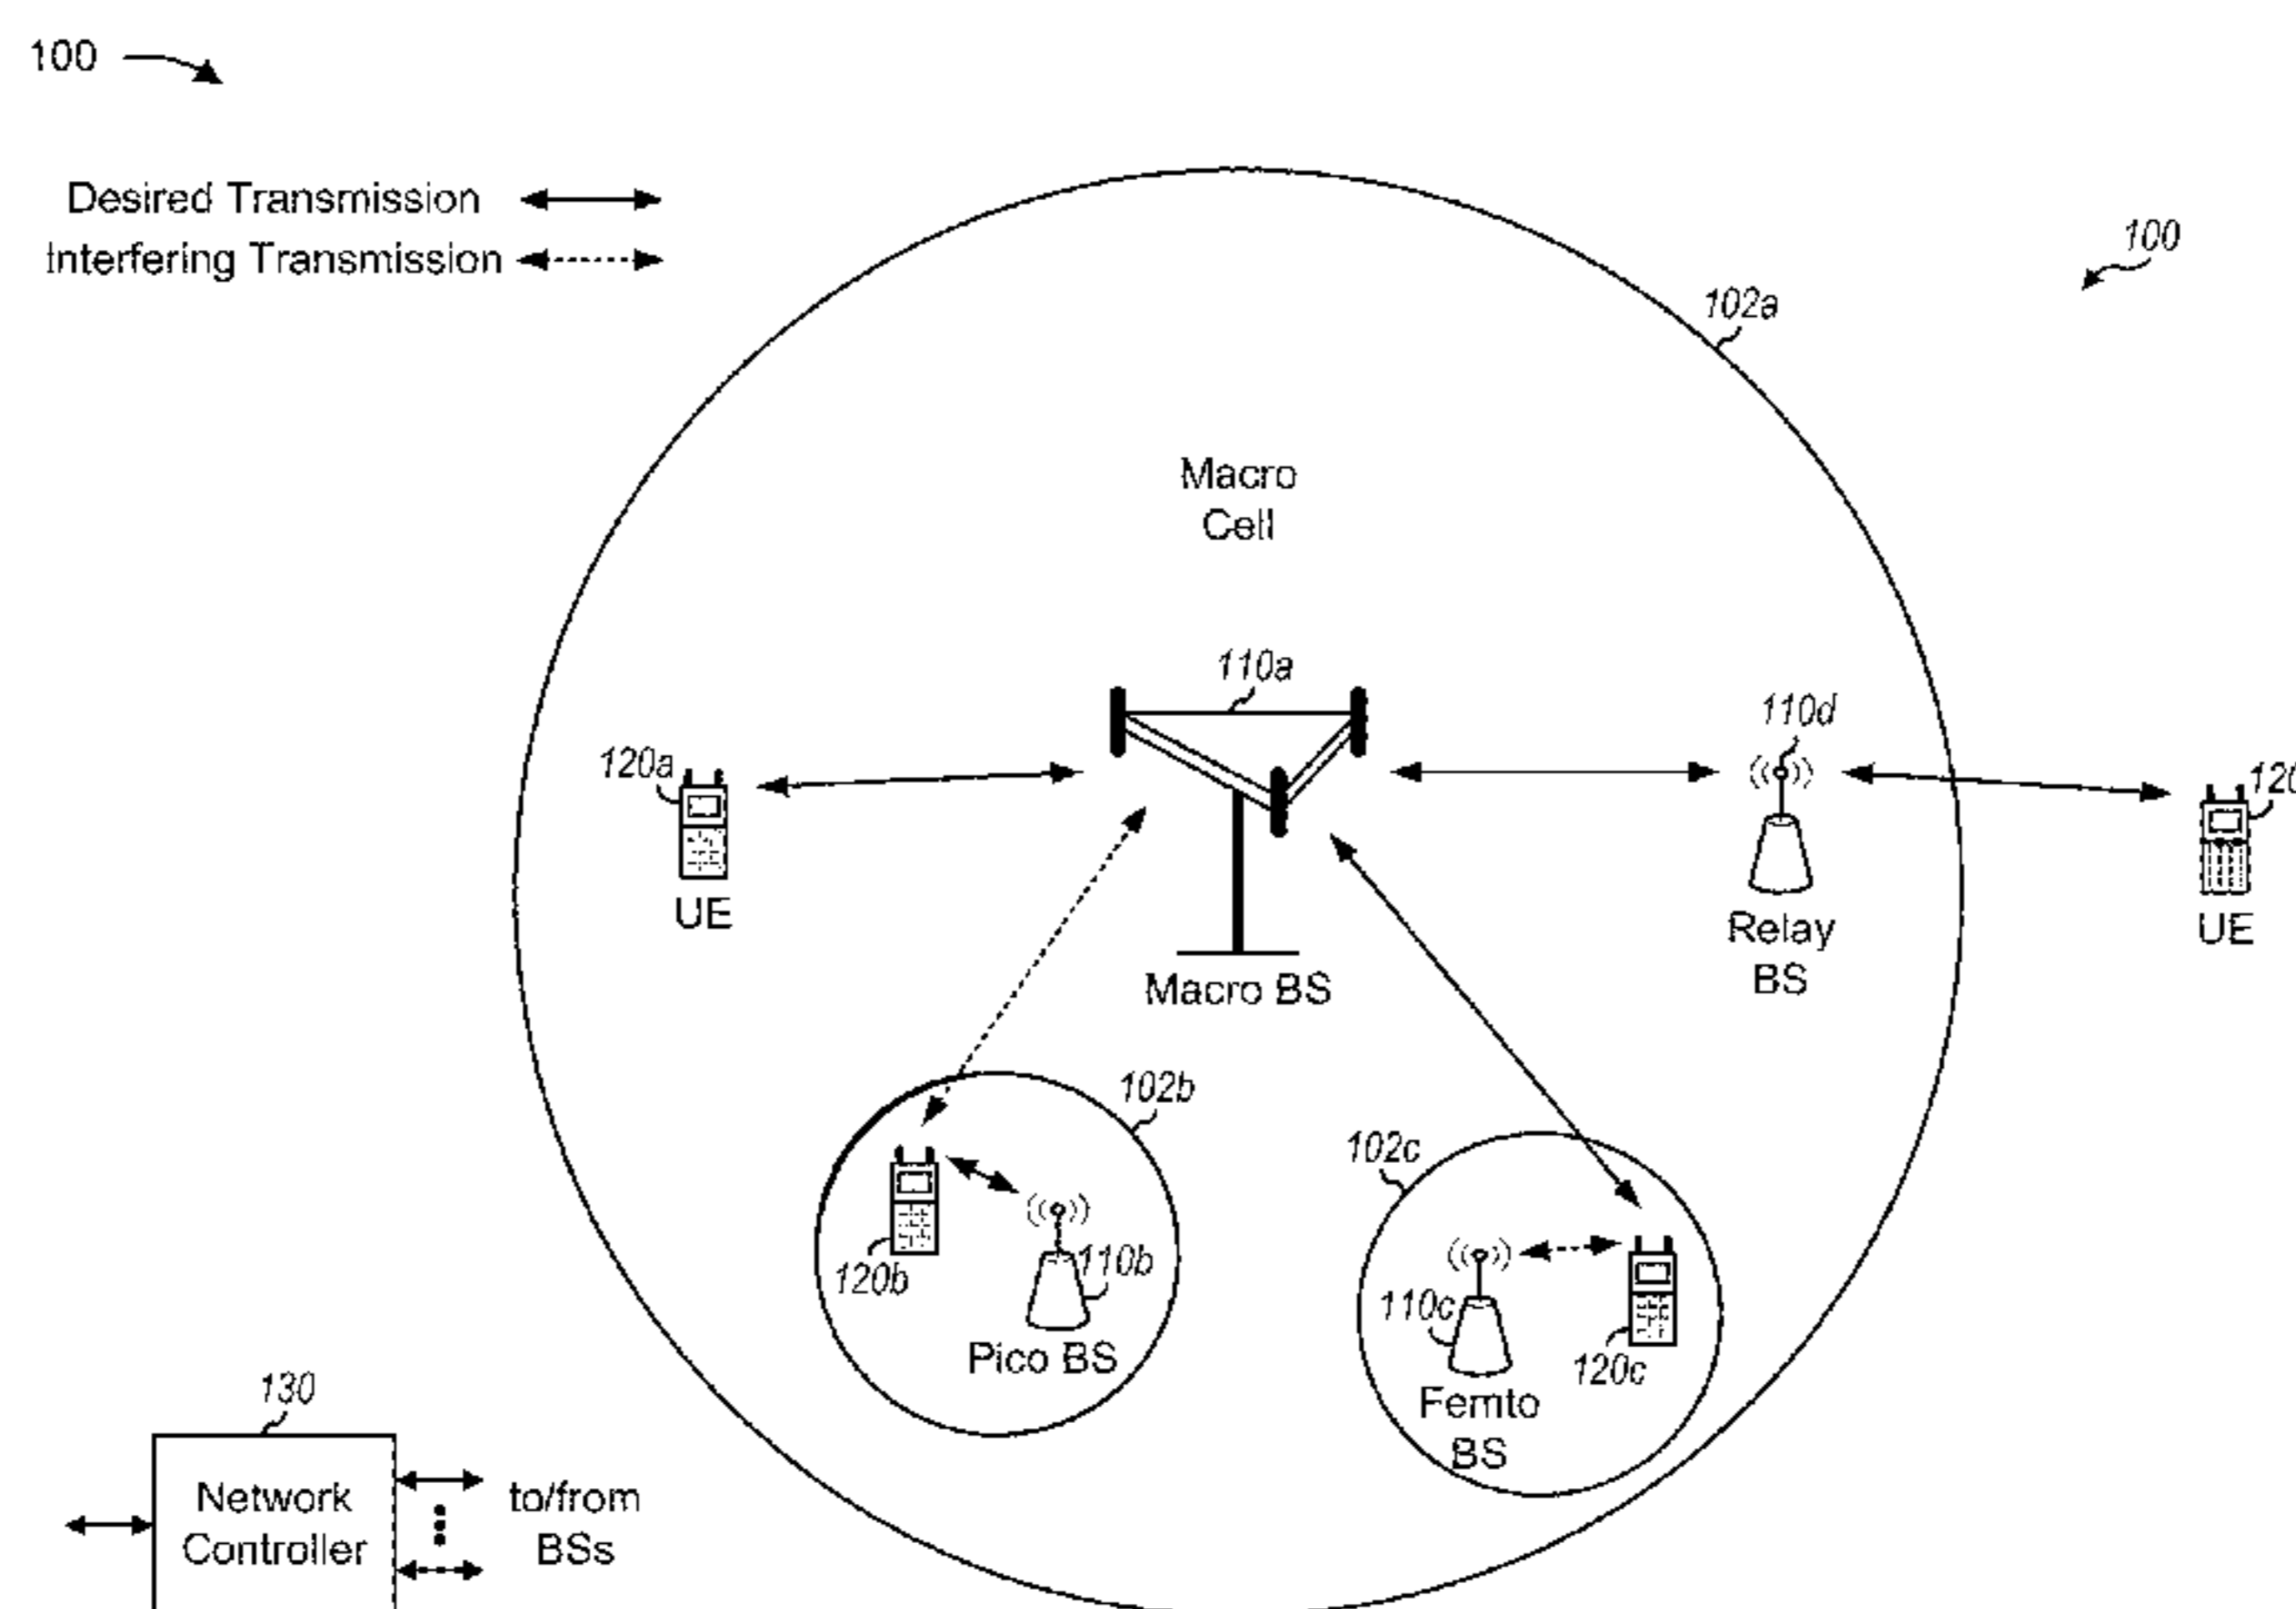 100
Desired Transmission
Interfering Transmission
100
102a
Macro
Cell
110a
110d
120a
120
UE
Relay
BS
UE
Macro BS
102b
102c
110b
120b
110c
120c
Pico BS
Femto
BS
130
Network
Controller
to/from
BSs